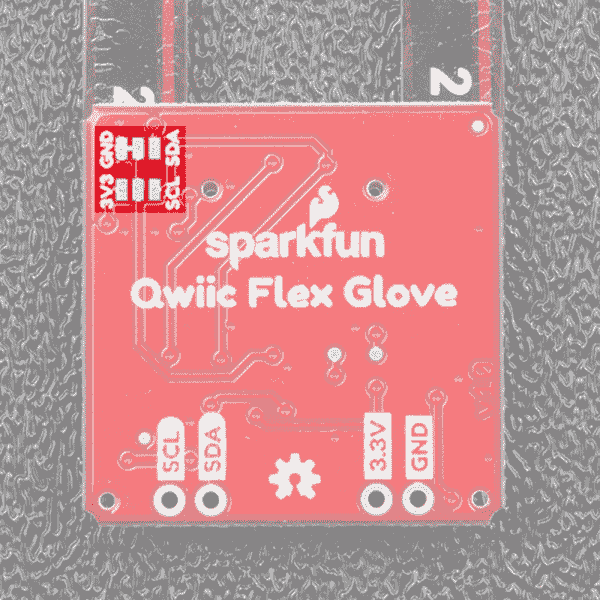 2
2
GND SDA
3V3 SCL
sparkfun
Qwiic Flex Glove
SCL SDA 3.3V GND